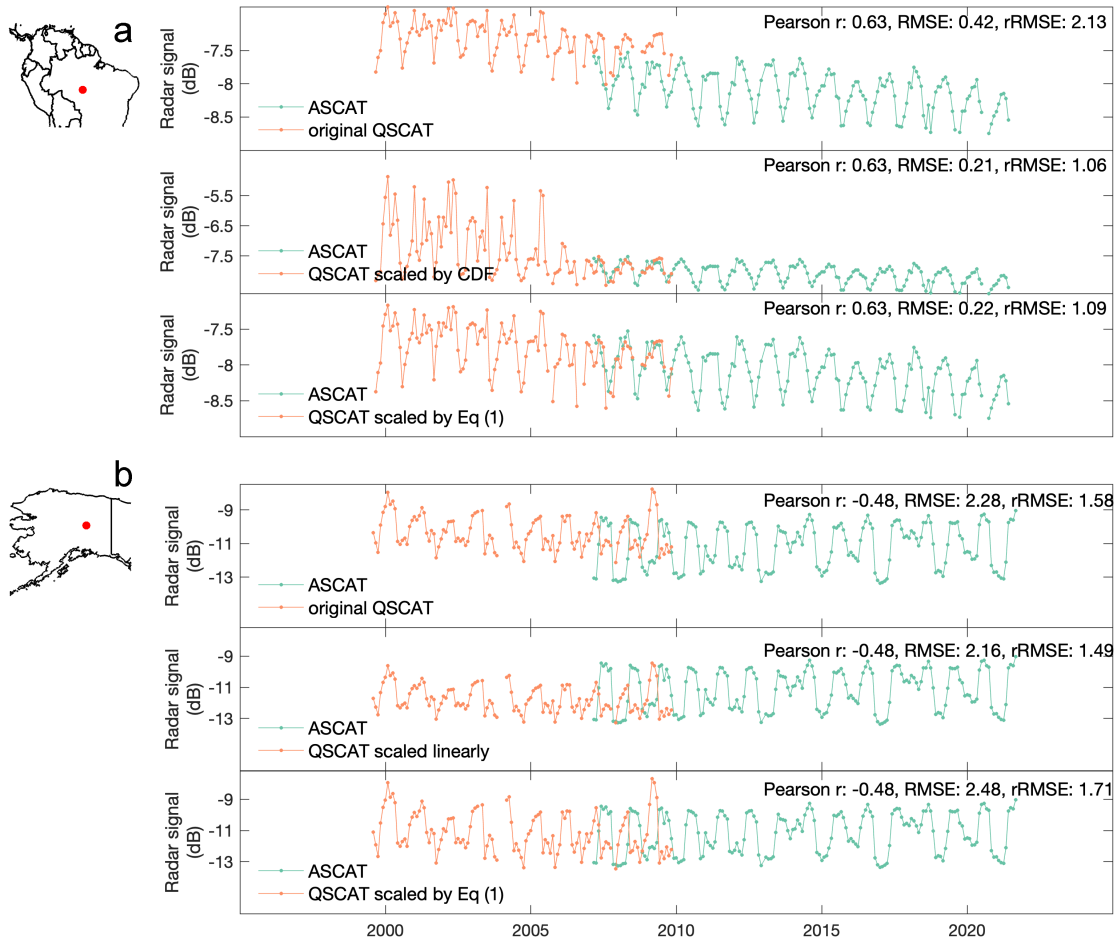 a
Radar signal
(dB)
-7.5
-8
-8.5
Pearson r: 0.63, RMSE: 0.42, rRMSE: 2.13
ASCAT
original QSCAT
Radar signal
(dB)
-5.5
-6.5
-7.5
Pearson r: 0.63, RMSE: 0.21, rRMSE: 1.06
ASCAT
QSCAT scaled by CDF
Radar signal
(dB)
-7.5
-8
-8.5
Pearson r: 0.63, RMSE: 0.22, rRMSE: 1.09
ASCAT
QSCAT scaled by Eq (1)
b
Radar signal
(dB)
-9
-11
-13
Pearson r: -0.48, RMSE: 2.28, rRMSE: 1.58
ASCAT
original QSCAT
Radar signal
(dB)
-9
-11
-13
Pearson r: -0.48, RMSE: 2.16, rRMSE: 1.49
ASCAT
QSCAT scaled linearly
Radar signal
(dB)
-9
-11
-13
Pearson r: -0.48, RMSE: 2.48, rRMSE: 1.71
ASCAT
QSCAT scaled by Eq (1)
2000 2005 2010 2015 2020